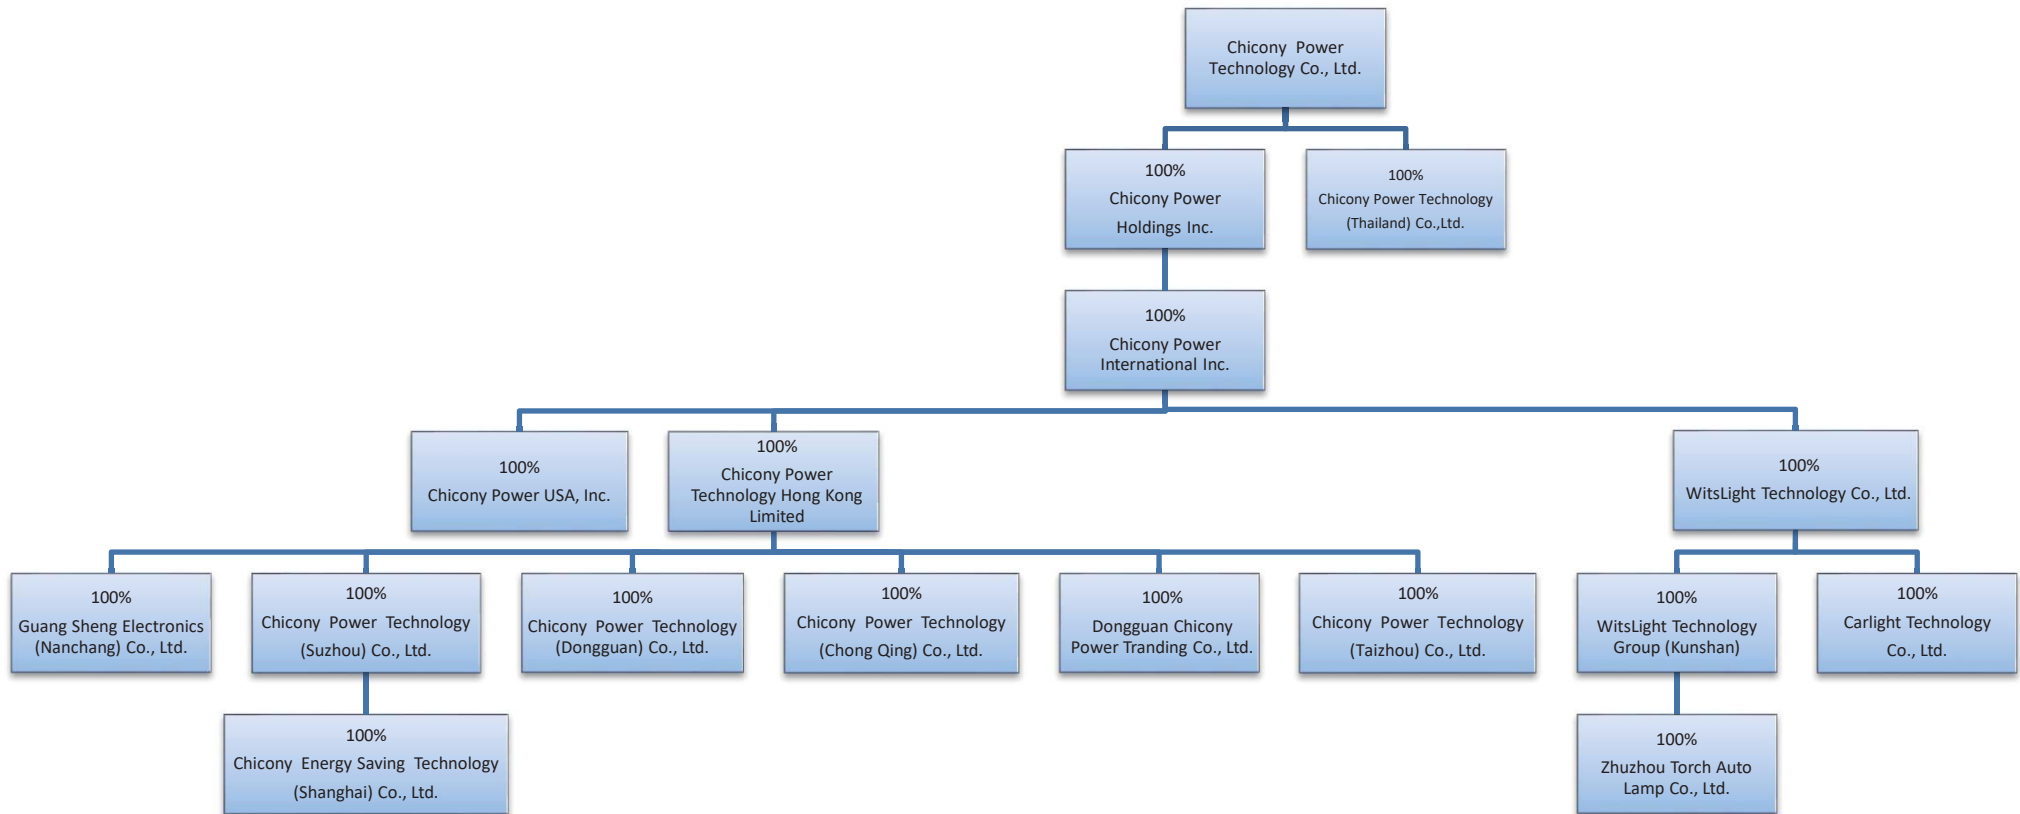 Chicony Power
Technology Co., Ltd.
100%
Chicony Power
Holdings Inc.
100%
Chicony Power Technology
(Thailand) Co.,Ltd.
100%
Chicony Power
International Inc.
100%
Chicony Power USA, Inc.
100%
Chicony Power
Technology Hong Kong
Limited
100%
WitsLight Technology Co., Ltd.
100%
Guang Sheng Electronics
(Nanchang) Co., Ltd.
100%
Chicony Power Technology
(Suzhou) Co., Ltd.
100%
Chicony Power Technology
(Dongguan) Co., Ltd.
100%
Chicony Power Technology
(Chong Qing) Co., Ltd.
100%
Dongguan Chicony
Power Tranding Co., Ltd.
100%
Chicony Power Technology
(Taizhou) Co., Ltd.
100%
WitsLight Technology
Group (Kunshan)
100%
Carlight Technology
Co., Ltd.
100%
Chicony Energy Saving Technology
(Shanghai) Co., Ltd.
100%
Zhuzhou Torch Auto
Lamp Co., Ltd.